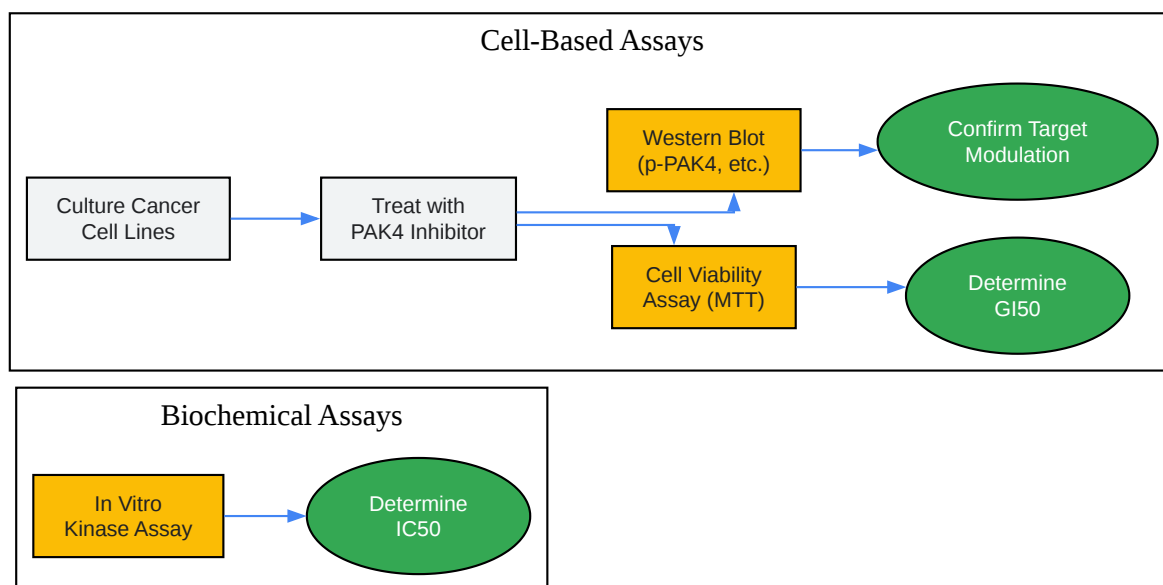 Cell-Based Assays
Culture Cancer
Cell Lines
Treat with
PAK4 Inhibitor
Western Blot
(p-PAK4, etc.)
Confirm Target
Modulation
Cell Viability
Assay (MTT)
Determine
GI50
Biochemical Assays
In Vitro
Kinase Assay
Determine
IC50